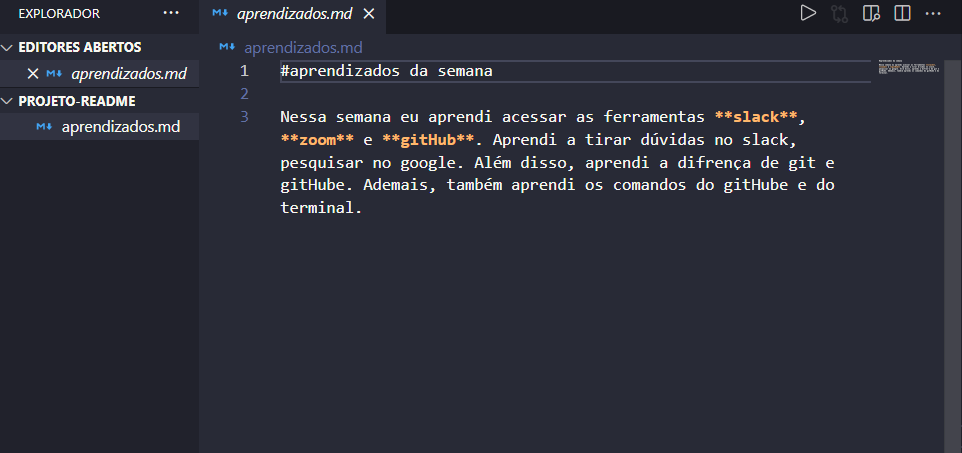 EXPLORADOR
aprendizados.md
EDITORES ABERTOS
aprendizados.md
PROJETO-README
aprendizados.md
aprendizados.md
1 #aprendizados da semana
2
3 Nessa semana eu aprendi acessar as ferramentas **slack**,
**zoom** e **gitHub**. Aprendi a tirar dúvidas no slack,
pesquisar no google. Além disso, aprendi a difrença de git e
gitHube. Ademais, também aprendi os comandos do gitHube e do
terminal.